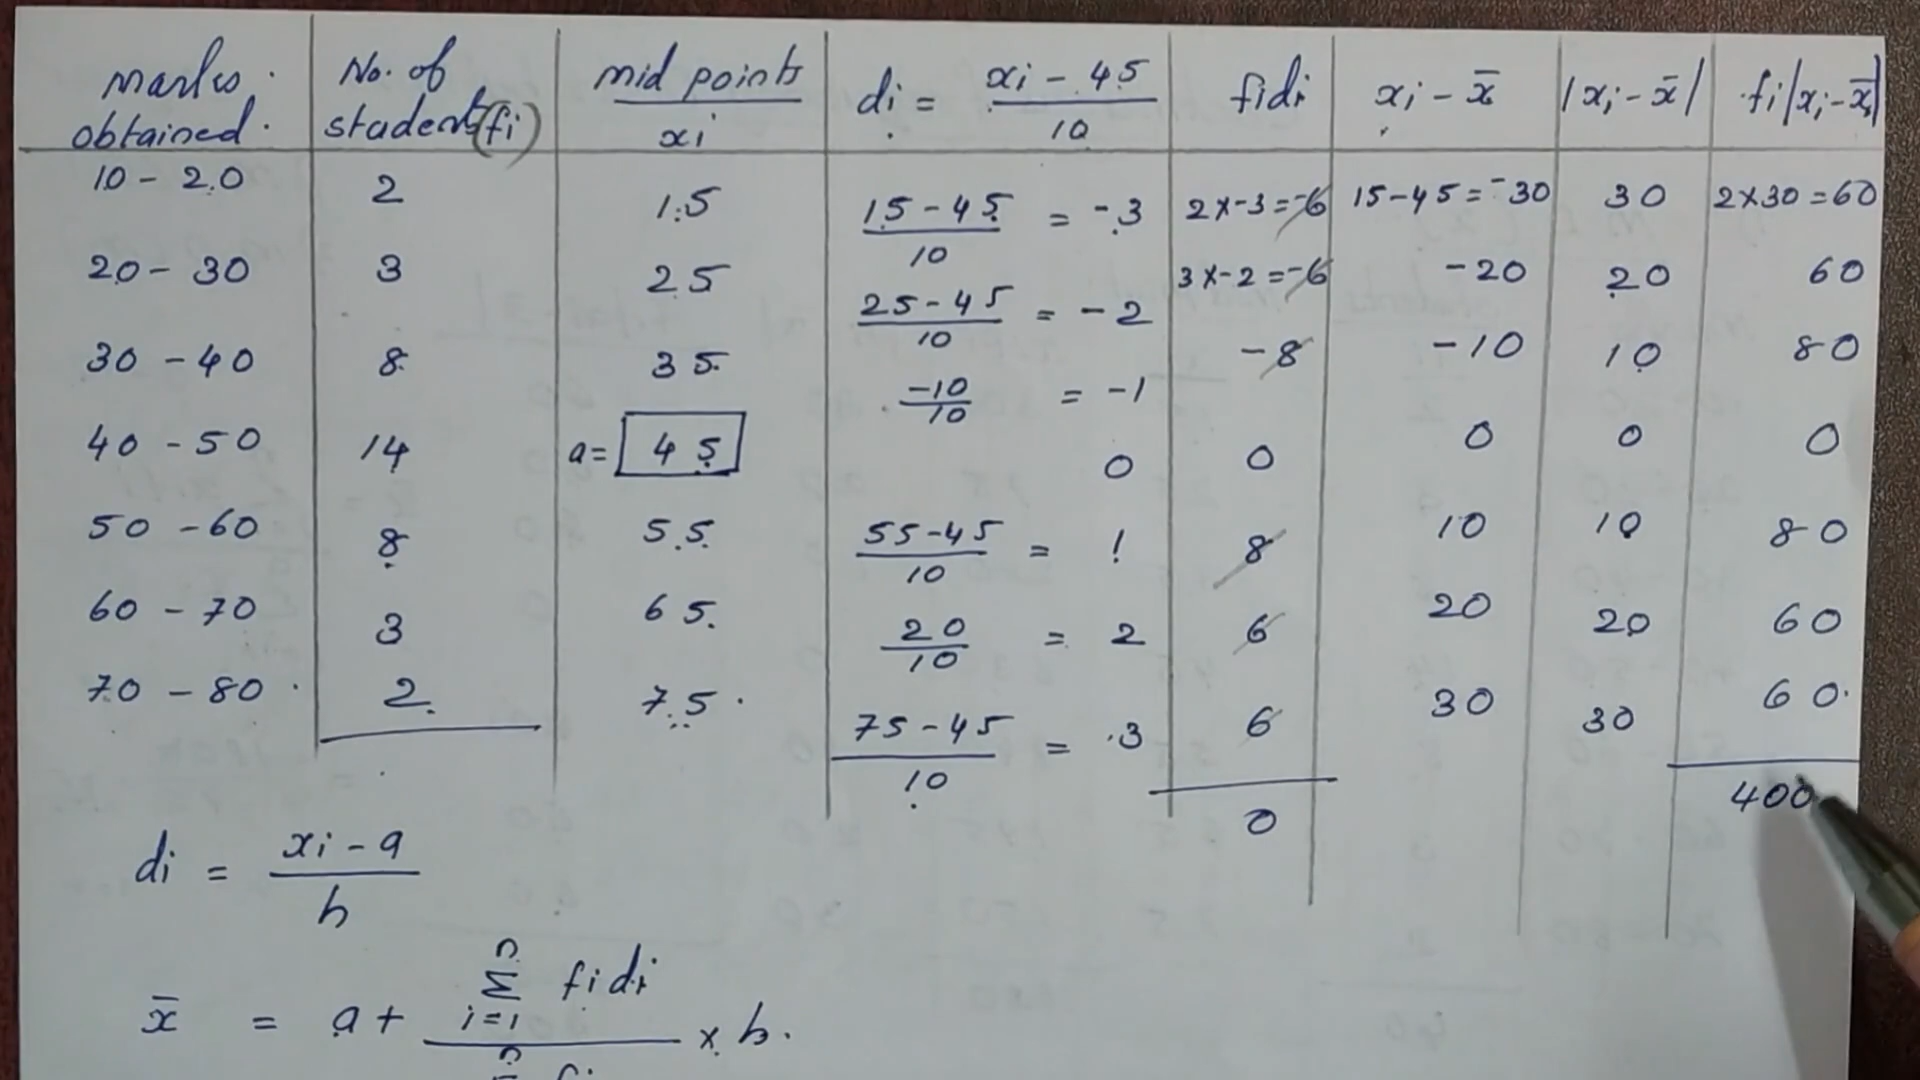 marks obtained. | No. of students (fi) | mid points xi | di = xi - 45 / 10 | fidi | xi - x̄ | |xi - x̄| | fi|xi - x̄|
10 - 20 | 2 | 15 | 15 - 45 / 10 = -3 | 2 x -3 = -6 | 15 - 45 = -30 | 30 | 2 x 30 = 60
20 - 30 | 3 | 25 | 25 - 45 / 10 = -2 | 3 x -2 = -6 | -20 | 20 | 60
30 - 40 | 8 | 35 | -10 / 10 = -1 | -8 | -10 | 10 | 80
40 - 50 | 14 | a = 45 | 0 | 0 | 0 | 0 | 0
50 - 60 | 8 | 55 | 55 - 45 / 10 = 1 | 8 | 10 | 10 | 80
60 - 70 | 3 | 65 | 20 / 10 = 2 | 6 | 20 | 20 | 60
70 - 80 | 2 | 75 | 75 - 45 / 10 = 3 | 6 | 30 | 30 | 60
0 | 400
di = xi - a / h
x̄ = a + n Σ i=1 fidi / n fi x h.